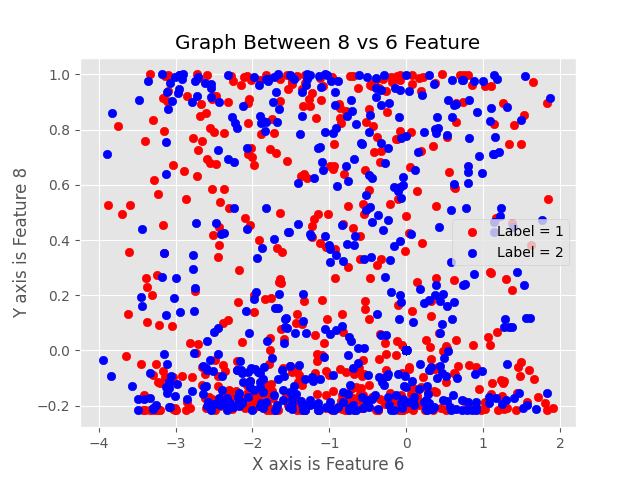 Graph Between 8 vs 6 Feature
1.0
0.8
0.6
0.4
0.2
0.0
−0.2
Y axis is Feature 8
Label = 1
Label = 2
−4
−3
−2
−1
0
1
2
X axis is Feature 6